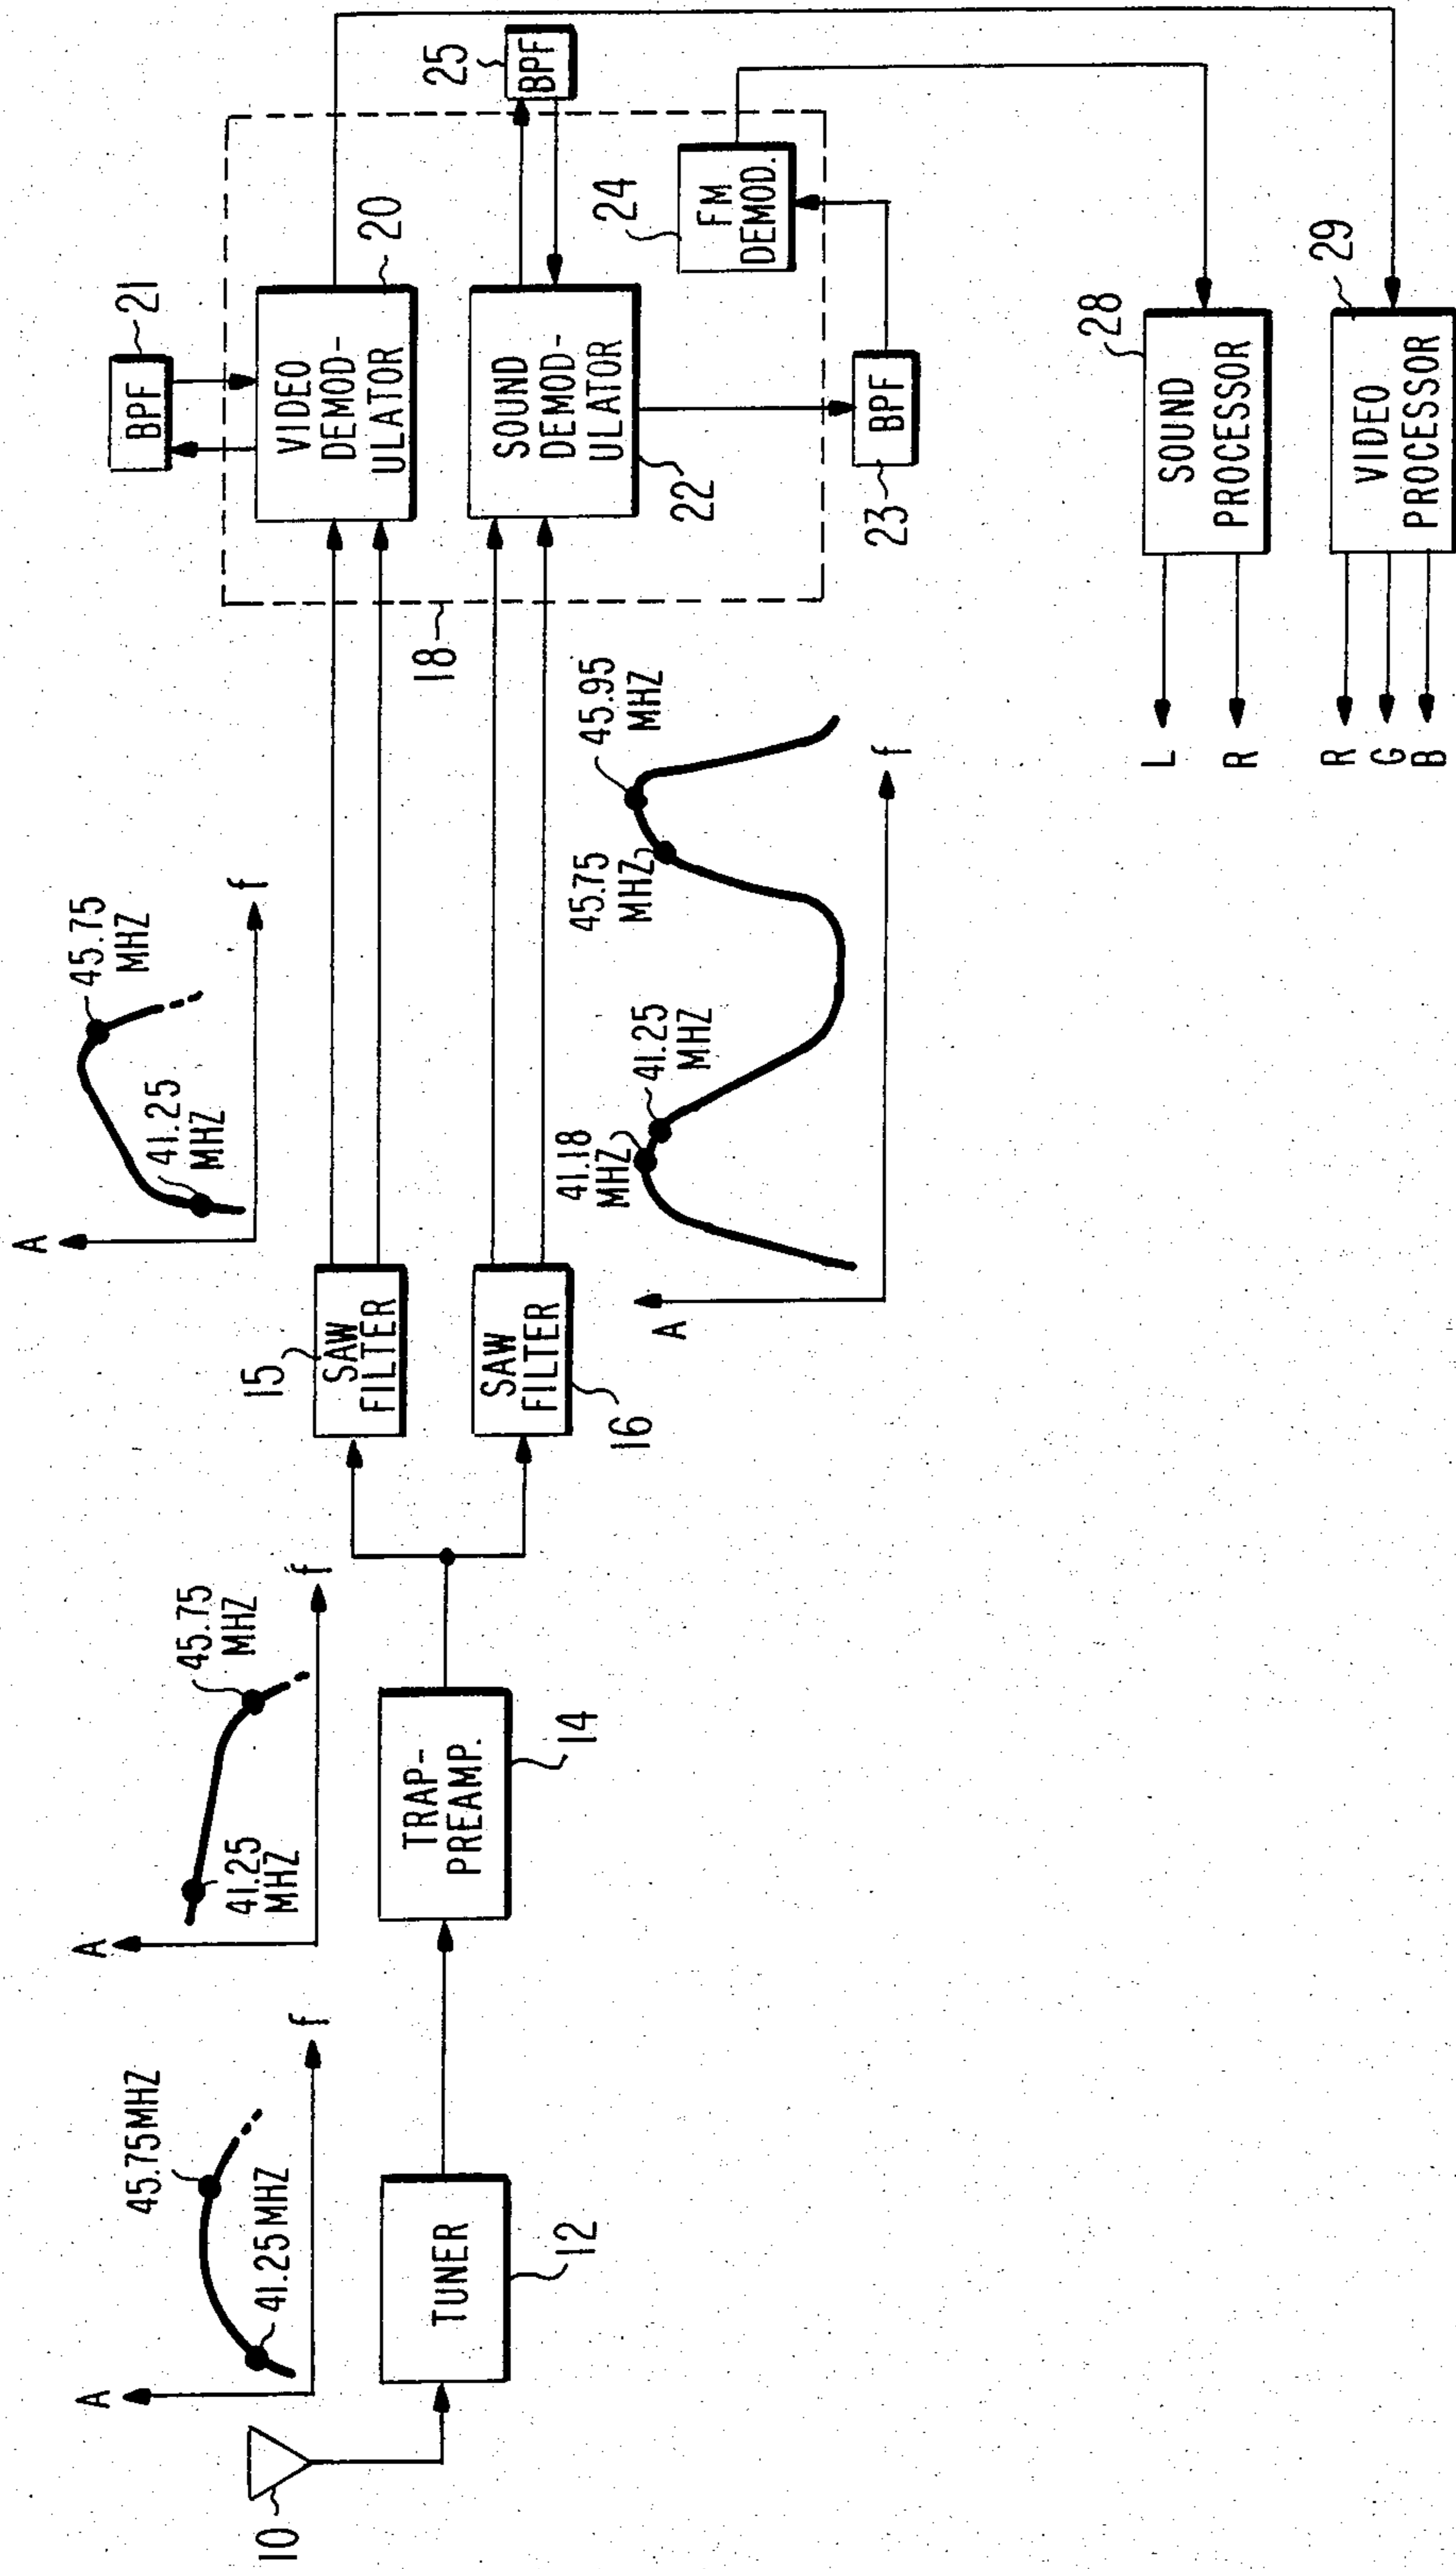 10
A
45.75MHZ
41.25MHZ
f
TUNER
12
A
41.25
MHZ
45.75
MHZ
f
TRAP-
PREAMP.
14
15
SAW
FILTER
SAW
FILTER
16
A
41.25
MHZ
45.75
MHZ
f
A
41.18
MHZ
41.25
MHZ
45.75
MHZ
45.95
MHZ
f
18
BPF
21
VIDEO
DEMOD-
ULATOR
20
SOUND
DEMOD-
ULATOR
22
25
BPF
24
FM
DEMOD.
23
BPF
28
SOUND
PROCESSOR
L
R
29
VIDEO
PROCESSOR
R
G
B